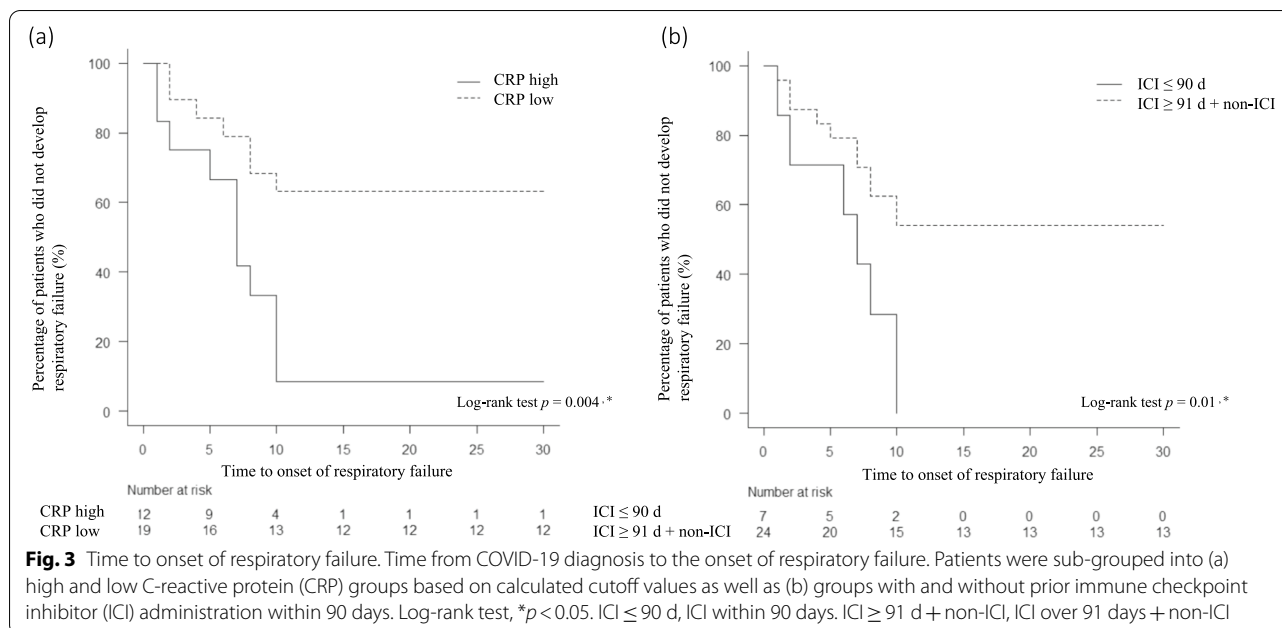 (a)
CRP high
CRP low
Percentage of patients who did not develop
respiratory failure (%)
100
80
60
40
20
0
Log-rank test p = 0.004 ,*
0 5 10 15 20 25 30
Time to onset of respiratory failure
Number at risk
CRP high 12 9 4 1 1 1 1
CRP low 19 16 13 12 12 12 12
(b)
ICI ≤ 90 d
ICI ≥ 91 d + non-ICI
Percentage of patients who did not develop
respiratory failure (%)
100
80
60
40
20
0
Log-rank test p = 0.01 ,*
0 5 10 15 20 25 30
Time to onset of respiratory failure
Number at risk
ICI ≤ 90 d 7 5 2 0 0 0 0
ICI ≥ 91 d + non-ICI 24 20 15 13 13 13 13
Fig. 3 Time to onset of respiratory failure. Time from COVID-19 diagnosis to the onset of respiratory failure. Patients were sub-grouped into (a)
high and low C-reactive protein (CRP) groups based on calculated cutoff values as well as (b) groups with and without prior immune checkpoint
inhibitor (ICI) administration within 90 days. Log-rank test, *p < 0.05. ICI ≤ 90 d, ICI within 90 days. ICI ≥ 91 d + non-ICI, ICI over 91 days + non-ICI